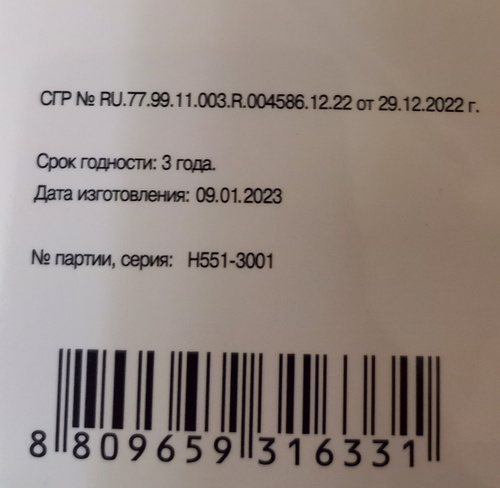 СГР № RU.77.99.11.003.R.004586.12.22 от 29.12.2022 г.
Срок годности: 3 года.
Дата изготовления: 09.01.2023
№ партии, серия: H551-3001
8 809659 316331